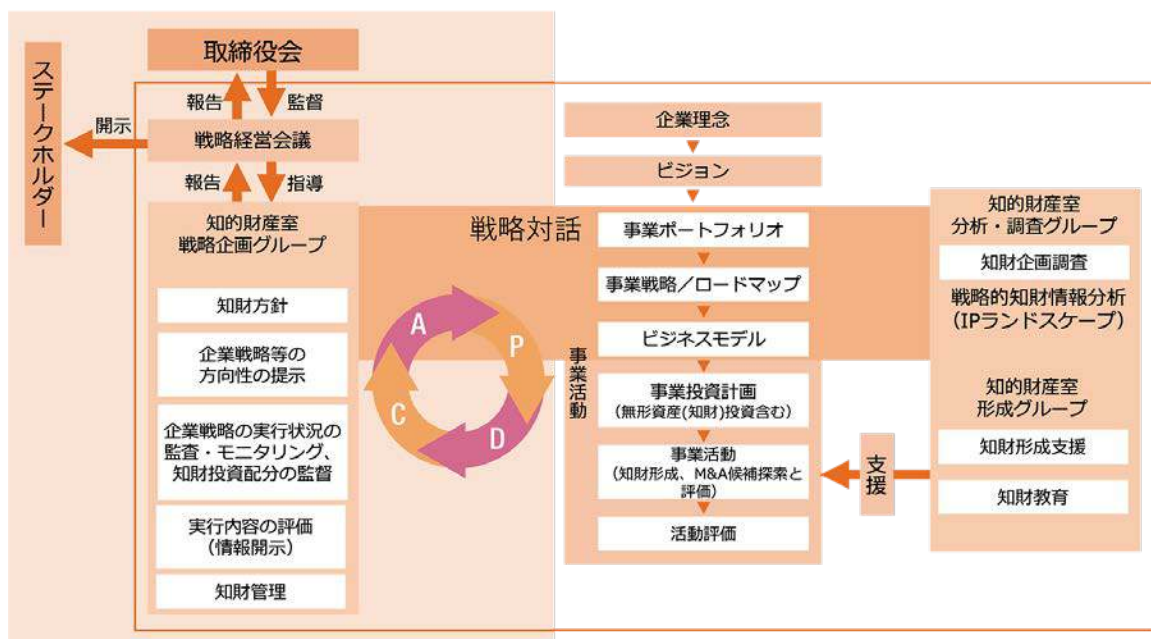 取締役会
ステークホルダー
報告
監督
開示
戦略経営会議
報告
指導
知的財産室
戦略企画グループ
知財方針
企業戦略等の
方向性の提示
企業戦略の実行状況の
監査・モニタリング、
知財投資配分の監督
実行内容の評価
(情報開示)
知財管理
戦略対話
A
P
C
D
企業理念
ビジョン
事業ポートフォリオ
事業戦略／ロードマップ
ビジネスモデル
事業活動
事業投資計画
(無形資産(知財)投資含む)
事業活動
(知財形成、M&A候補探索と
評価)
活動評価
支援
知的財産室
分析・調査グループ
知財企画調査
戦略的知財情報分析
(IPランドスケープ)
知的財産室
形成グループ
知財形成支援
知財教育